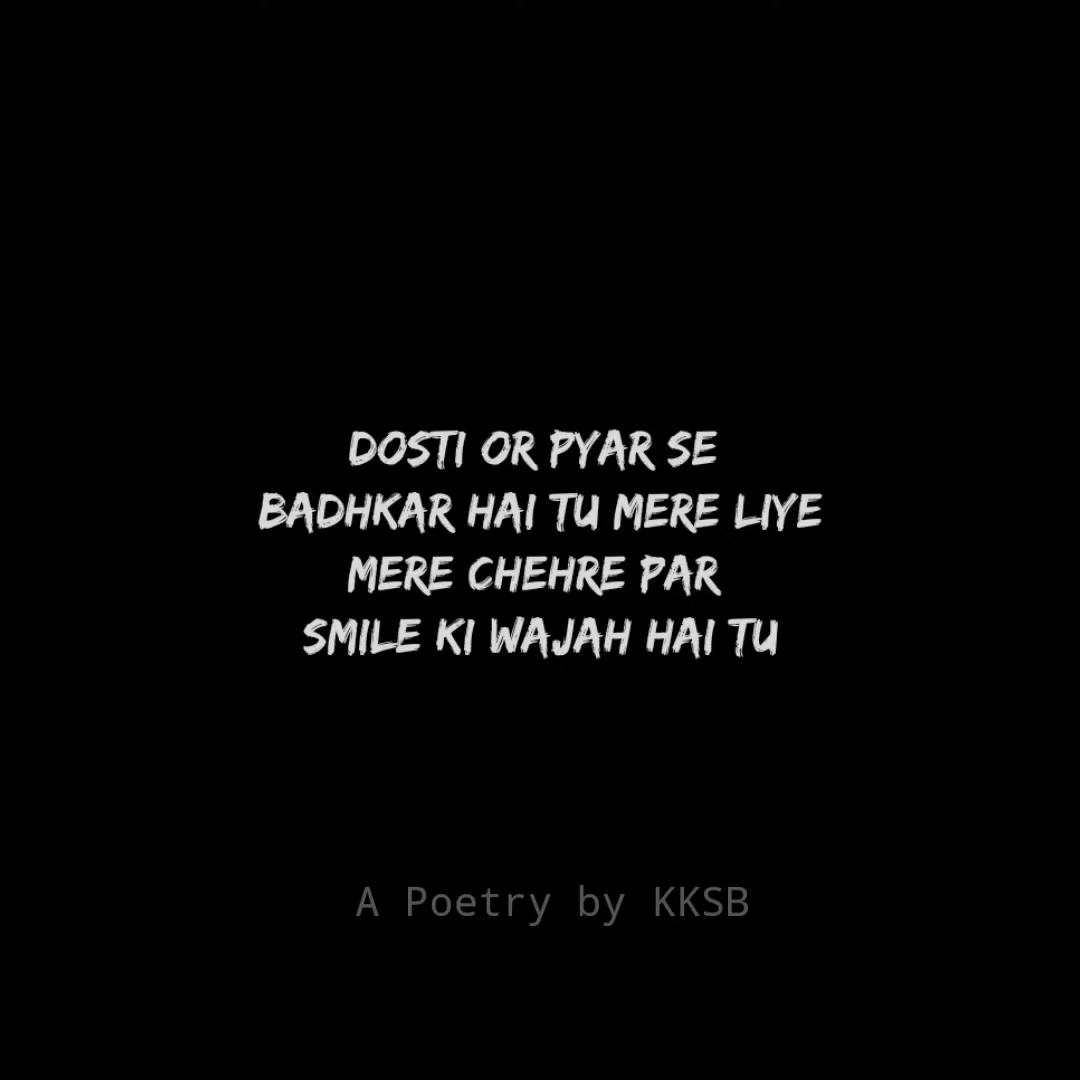 DOSTI OR PYAR SE
BADHKAR HAI TU MERE LIYE
MERE CHEHRE PAR
SMILE KI WAJAH HAI TU
A Poetry by KKSB